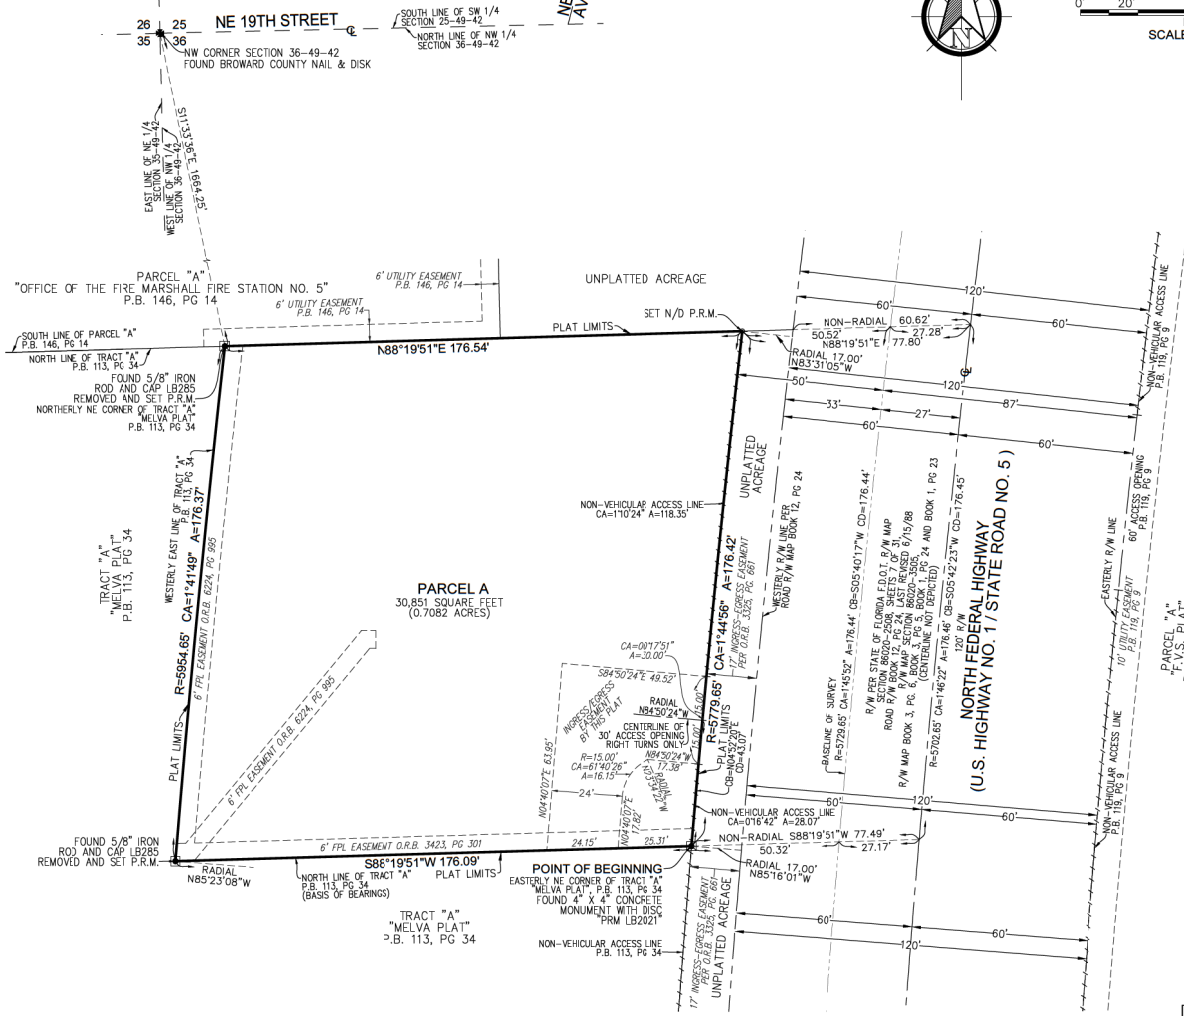 26 25
35 36
NE 19TH STREET
SOUTH LINE OF SW 1/4
SECTION 25-49-42
NORTH LINE OF NW 1/4
SECTION 36-49-42
NW CORNER SECTION 36-49-42
FOUND BROWARD COUNTY NAIL & DISK
N
0 20
SCALE
S11°33'36"E 1664.25'
EAST LINE OF NE 1/4
SECTION 35-49-42
WEST LINE OF NW 1/4
SECTION 36-49-42
PARCEL "A"
"OFFICE OF THE FIRE MARSHALL FIRE STATION NO. 5"
P.B. 146, PG 14
6' UTILITY EASEMENT
P.B. 146, PG 14
6' UTILITY EASEMENT
P.B. 146, PG 14
UNPLATTED ACREAGE
SET N/D P.R.M.
PLAT LIMITS
N88°19'51"E 176.54'
SOUTH LINE OF PARCEL "A"
P.B. 146, PG 14
NORTH LINE OF TRACT "A"
P.B. 113, PG 34
FOUND 5/8" IRON
ROD AND CAP LB285
REMOVED AND SET P.R.M.
NORTHERLY NE CORNER OF TRACT "A"
"MELVA PLAT"
P.B. 113, PG 34
120'
60'
60'
NON-RADIAL 60.62'
50.52' 27.28'
N88°19'51"E 77.80'
RADIAL 17.00'
N83°31'05"W
120'
50'
87'
33'
27'
60'
60'
NON-VEHICULAR ACCESS LINE
P.B. 119, PG 9
WESTERLY EAST LINE OF TRACT "A"
P.B. 113, PG 34
TRACT "A"
"MELVA PLAT"
P.B. 113, PG 34
R=5954.65' CA=1°41'49" A=176.37'
6' FPL EASEMENT O.R.B. 6224, PG 995
PLAT LIMITS
6' FPL EASEMENT O.R.B. 6224, PG 995
PARCEL A
30,851 SQUARE FEET
(0.7082 ACRES)
NON-VEHICULAR ACCESS LINE
CA=1°10'24" A=118.35'
UNPLATTED
ACREAGE
R=5779.65' CA=1°44'56" A=176.42'
PLAT LIMITS
CB=N04°52'20"E
CD=43.07'
17' INGRESS-EGRESS EASEMENT
PER O.R.B. 3325, PG. 661
WESTERLY R/W LINE PER
ROAD R/W MAP BOOK 12, PG 24
BASELINE OF SURVEY
R=5729.65' CA=1°45'52" A=176.44' CB=S05°40'17"W CD=176.44'
R/W PER STATE OF FLORIDA F.D.O.T. R/W MAP
SECTION 86020-2508, SHEETS 7 OF 31,
ROAD R/W BOOK 12, PG 24, LAST REVISED 6/15/88
R/W MAP SECTION 86020-3505,
R/W MAP BOOK 3, PG. 6, BOOK 3, PG 5, BOOK 1, PG 24 AND BOOK 1, PG 23
(CENTERLINE NOT DEPICTED)
R=5702.65' CA=1°46'22" A=176.46' CB=S05°42'23"W CD=176.45'
120' R/W
NORTH FEDERAL HIGHWAY
(U.S. HIGHWAY NO. 1 / STATE ROAD NO. 5 )
EASTERLY R/W LINE
60' ACCESS OPENING
P.B. 119, PG 9
10' UTILITY EASEMENT
P.B. 119, PG 9
NON-VEHICULAR ACCESS LINE
P.B. 119, PG 9
PARCEL "A"
"F.V.S. PLAT"
CA=0°17'51"
A=30.00'
S84°50'24"E 49.52'
RADIAL
N84°50'24"W
15.00'
15.00'
CENTERLINE OF
30' ACCESS OPENING
RIGHT TURNS ONLY
INGRESS/EGRESS
EASEMENT
BY THIS PLAT
N04°40'07"E 63.95'
R=15.00'
CA=61°40'26"
A=16.15'
N84°50'24"W
17.38'
24'
N04°40'07"E
17.82'
NON-VEHICULAR ACCESS LINE
CA=0°16'42" A=28.07'
120'
60'
60'
NON-RADIAL S88°19'51"W 77.49'
50.32' 27.17'
RADIAL 17.00'
N85°16'01"W
FOUND 5/8" IRON
ROD AND CAP LB285
REMOVED AND SET P.R.M.
RADIAL
N85°23'08"W
6' FPL EASEMENT O.R.B. 3423, PG 301
24.15' 25.31'
S86°19'51"W 176.09'
PLAT LIMITS
NORTH LINE OF TRACT "A"
P.B. 113, PG 34
(BASIS OF BEARINGS)
TRACT "A"
"MELVA PLAT"
P.B. 113, PG 34
POINT OF BEGINNING
EASTERLY NE CORNER OF TRACT "A"
"MELVA PLAT", P.B. 113, PG 34
FOUND 4" X 4" CONCRETE
MONUMENT WITH DISC
"PRM LB2021"
NON-VEHICULAR ACCESS LINE
P.B. 113, PG 34
17' INGRESS-EGRESS EASEMENT
PER O.R.B. 3325, PG. 661
UNPLATTED ACREAGE
60'
60'
120'